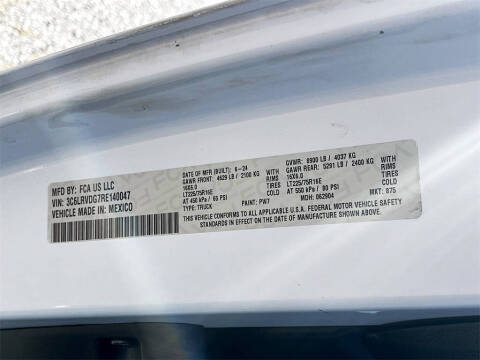 MFD BY: FCA US LLC
VIN: 3C6LRVDG7RE140047
VEHICLE MADE IN: MEXICO
DATE OF MFR (BUILT): 6-24
GAWR FRONT: 4629 LB / 2100 KG WITH
16X6.0 RIMS
LT225/75R16E TIRES
AT 450 kPa / 65 PSI COLD
TYPE: TRUCK
PAINT: PW7
GVWR: 8900 LB / 4037 KG
GAWR REAR: 5291 LB / 2400 KG WITH
16X6.0 RIMS
LT225/75R16E TIRES
AT 550 kPa / 80 PSI COLD
MDH: 062904
MKT: 875
THIS VEHICLE CONFORMS TO ALL APPLICABLE U.S.A. FEDERAL MOTOR VEHICLE SAFETY
STANDARDS IN EFFECT ON THE DATE OF MANUFACTURE SHOWN ABOVE